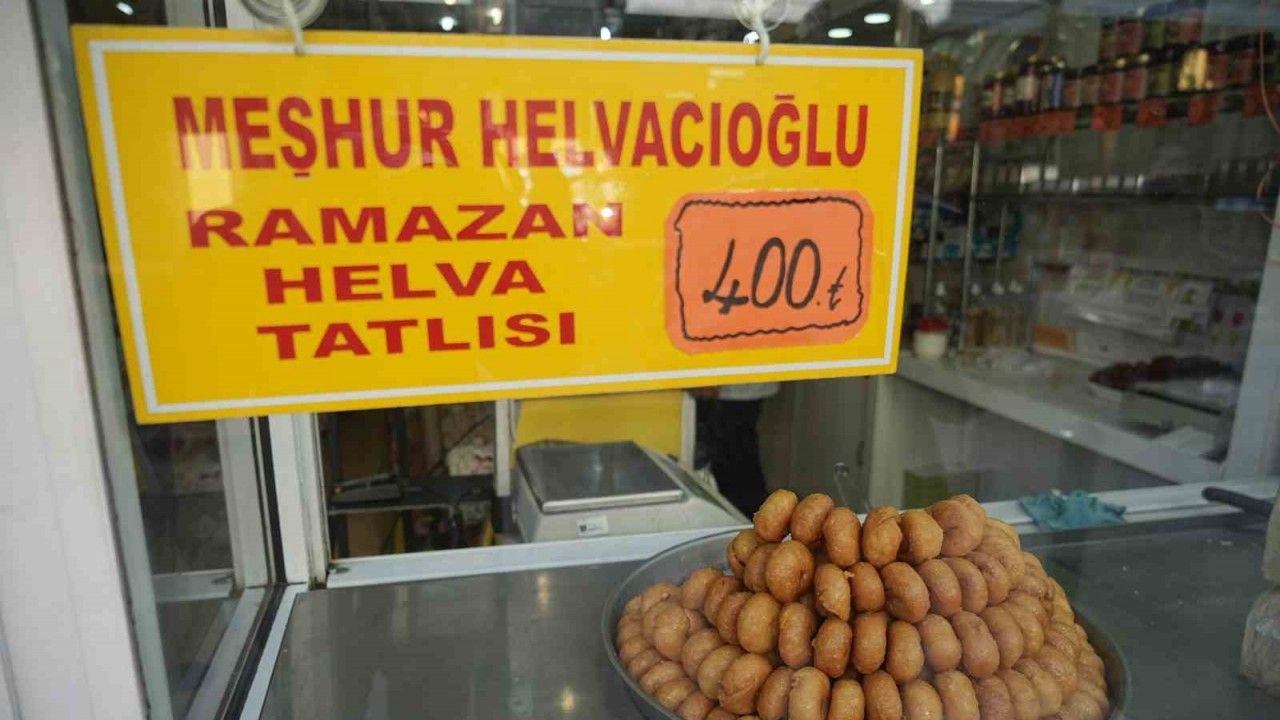 MEŞHUR HELVACIOĞLU
RAMAZAN
HELVA
TATLISI
400.t